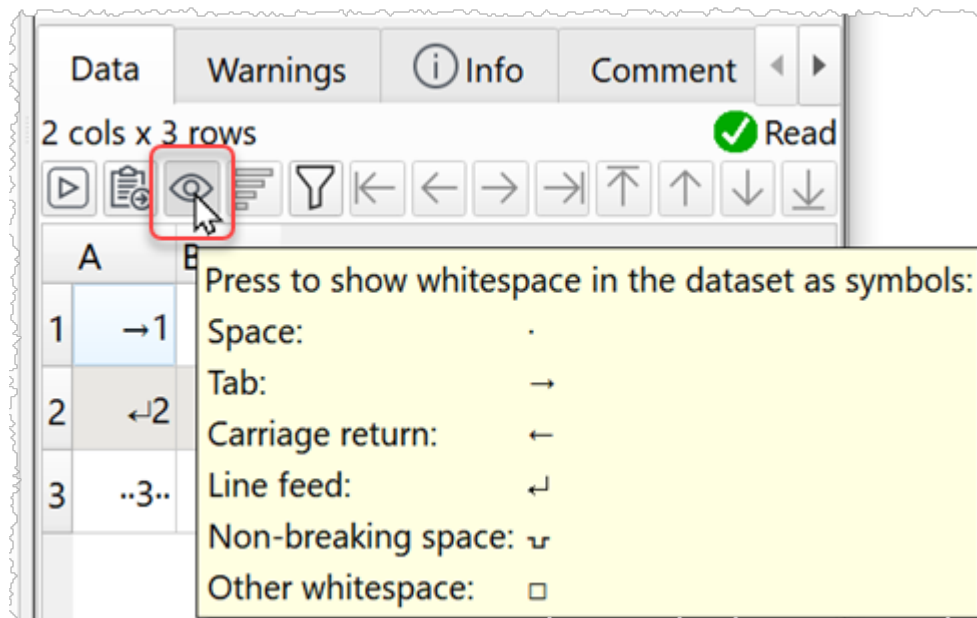 Data Warnings Info Comment
2 cols x 3 rows Read
A
Press to show whitespace in the dataset as symbols:
1 →1
Space: ·
Tab: →
2 ↵2
Carriage return: ←
Line feed: ↵
3 ··3··
Non-breaking space:
Other whitespace: □